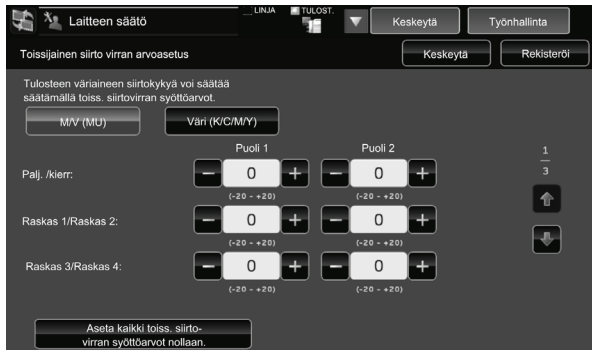 Laitteen säätö
LINJA
TULOST.
Keskeytä
Työnhallinta
Toissijainen siirto virran arvoasetus
Keskeytä
Rekisteröi
Tulosteen väriaineen siirtokykyä voi säätää
säätämällä toiss. siirtovirran syöttöarvot.
M/V (MU)
Väri (K/C/M/Y)
Puoli 1
Puoli 2
1
3
Palj. /kierr:
− 0 +
− 0 +
(-20 - +20)
(-20 - +20)
Raskas 1/Raskas 2:
− 0 +
− 0 +
(-20 - +20)
(-20 - +20)
Raskas 3/Raskas 4:
− 0 +
− 0 +
(-20 - +20)
(-20 - +20)
Aseta kaikki toiss. siirto-
virran syöttöarvot nollaan.